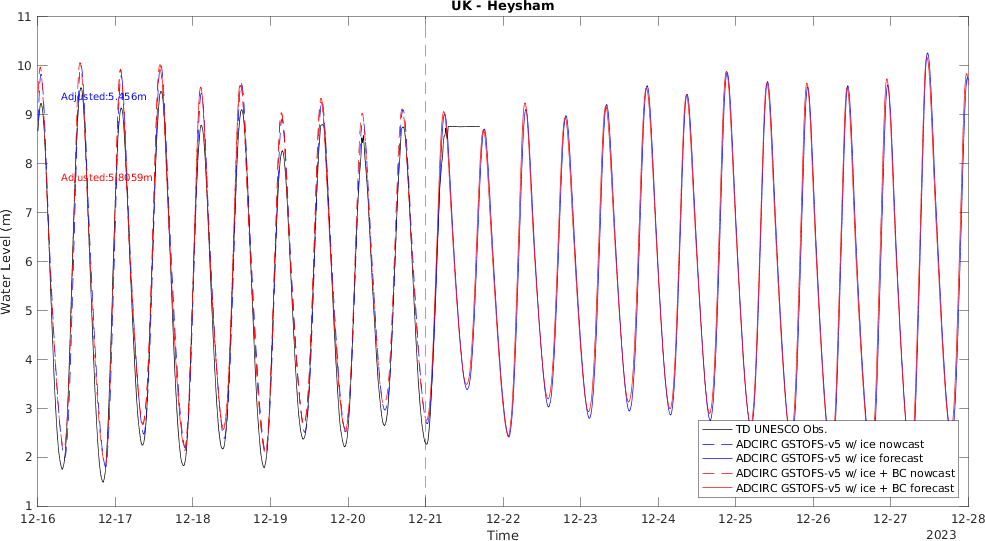 UK - Heysham
11
10
9
8
7
6
5
4
3
2
1
Water Level (m)
Adjusted:5.456m
Adjusted:5.8059m
TD UNESCO Obs.
ADCIRC GSTOFS-v5 w/ ice nowcast
ADCIRC GSTOFS-v5 w/ ice forecast
ADCIRC GSTOFS-v5 w/ ice + BC nowcast
ADCIRC GSTOFS-v5 w/ ice + BC forecast
12-16 12-17 12-18 12-19 12-20 12-21 12-22 12-23 12-24 12-25 12-26 12-27 12-28
Time
2023